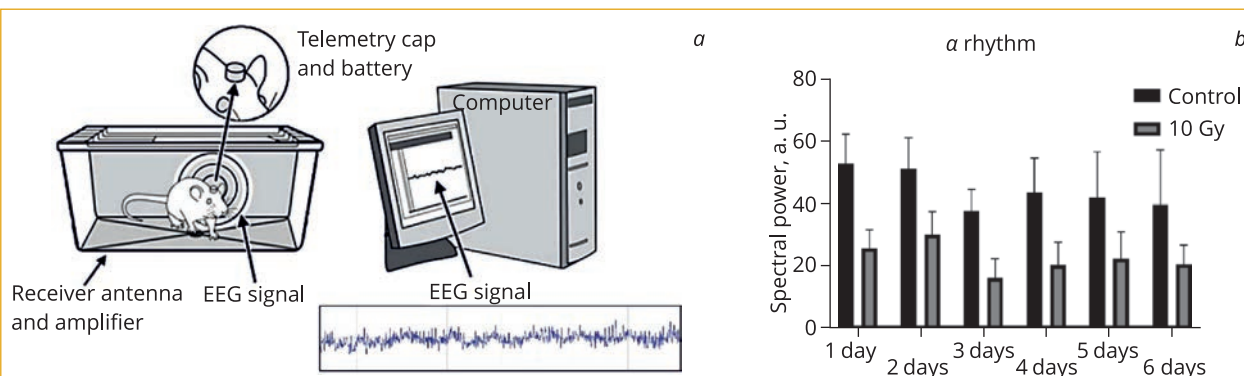 Telemetry cap
and battery
a
Computer
Receiver antenna
and amplifier
EEG signal
EEG signal
b
α rhythm
Spectral power, a. u.
80
60
40
20
0
Control
10 Gy
1 day
2 days
3 days
4 days
5 days
6 days